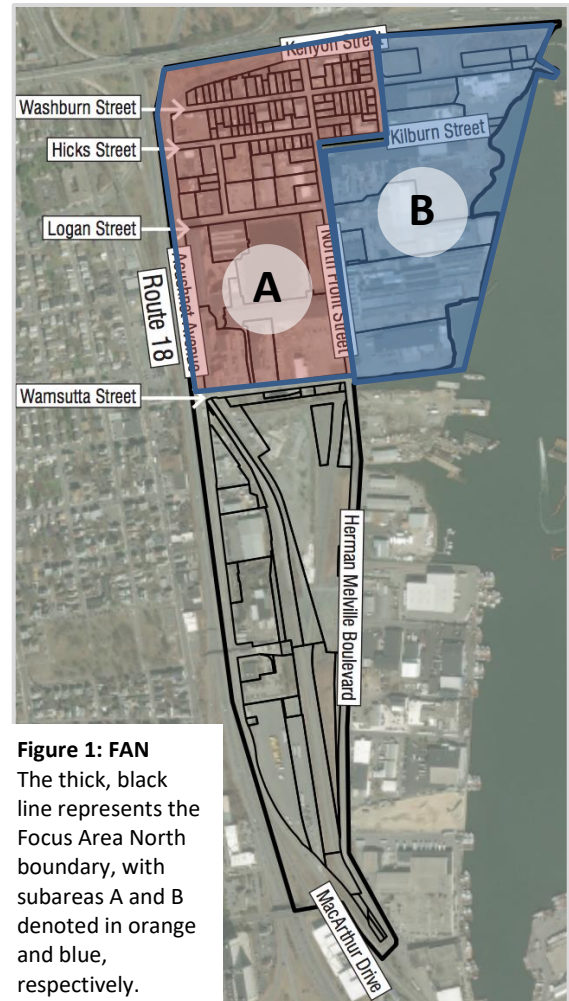 Kenyon Street
Washburn Street
Kilburn Street
Hicks Street
B
Logan Street
A
North Front Street
Acushnet Avenue
Route 18
Wamsutta Street
Herman Melville Boulevard
Figure 1: FAN
The thick, black
line represents the
Focus Area North
boundary, with
subareas A and B
denoted in orange
and blue,
respectively.
MacArthur Drive